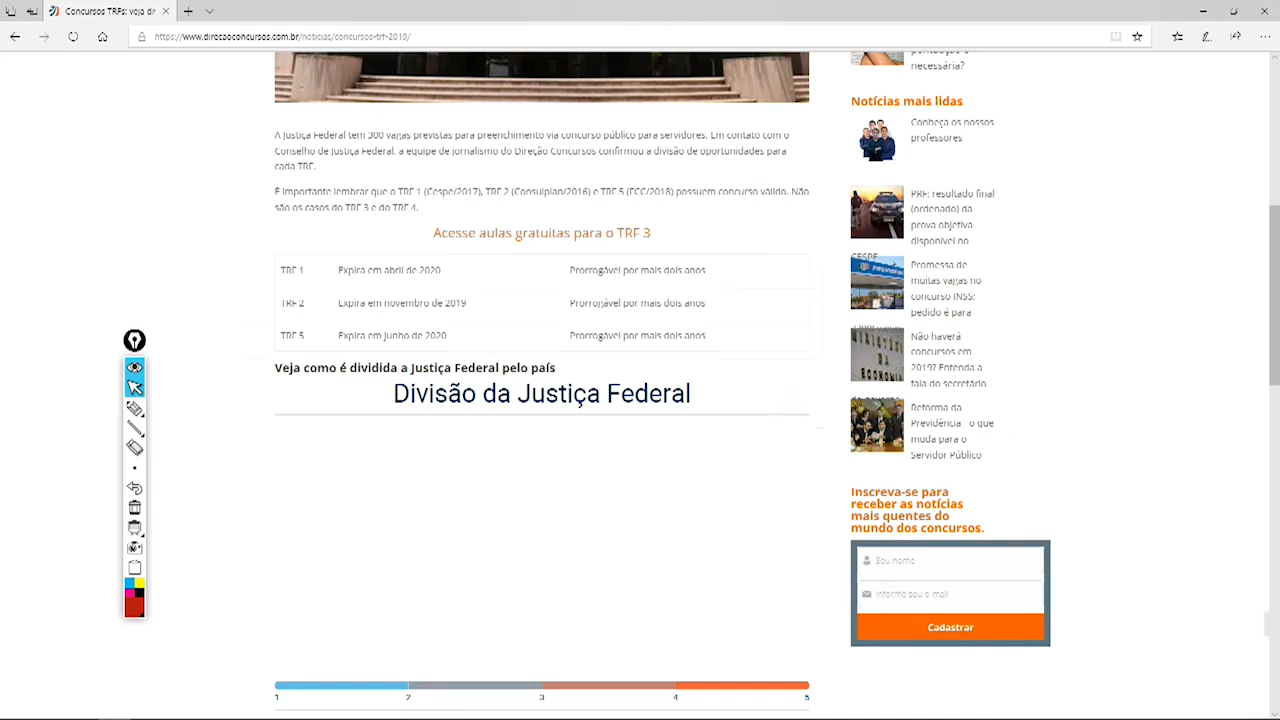 Concursos TRFs: veja di
https://www.direcaoconcursos.com.br/noticias/concursos-trf-2019/
necessária?
Notícias mais lidas
Conheça os nossos
professores
A Justiça Federal tem 300 vagas previstas para preenchimento via concurso público para servidores. Em contato com o
Conselho de Justiça Federal, a equipe de jornalismo do Direção Concursos confirmou a divisão de oportunidades para
cada TRF.
É importante lembrar que o TRF 1 (Cespe/2017), TRF 2 (Consulplan/2016) e TRF 5 (FCC/2018) possuem concurso válido. Não
são os casos do TRF 3 e do TRF 4.
Acesse aulas gratuitas para o TRF 3
TRF 1 Expira em abril de 2020 Prorrogável por mais dois anos
TRF 2 Expira em novembro de 2019 Prorrogável por mais dois anos
TRF 5 Expira em junho de 2020 Prorrogável por mais dois anos
Veja como é dividida a Justiça Federal pelo país
Divisão da Justiça Federal
1 2 3 4 5
PRF: resultado final
(ordenado) da
prova objetiva
disponível no
CESPE
Promessa de
muitas vagas no
concurso INSS:
pedido é para
Não haverá
concursos em
2019? Entenda a
fala do secretário
Reforma da
Previdência o que
muda para o
Servidor Público
Inscreva-se para
receber as notícias
mais quentes do
mundo dos concursos.
Seu nome
Informe seu e-mail
Cadastrar